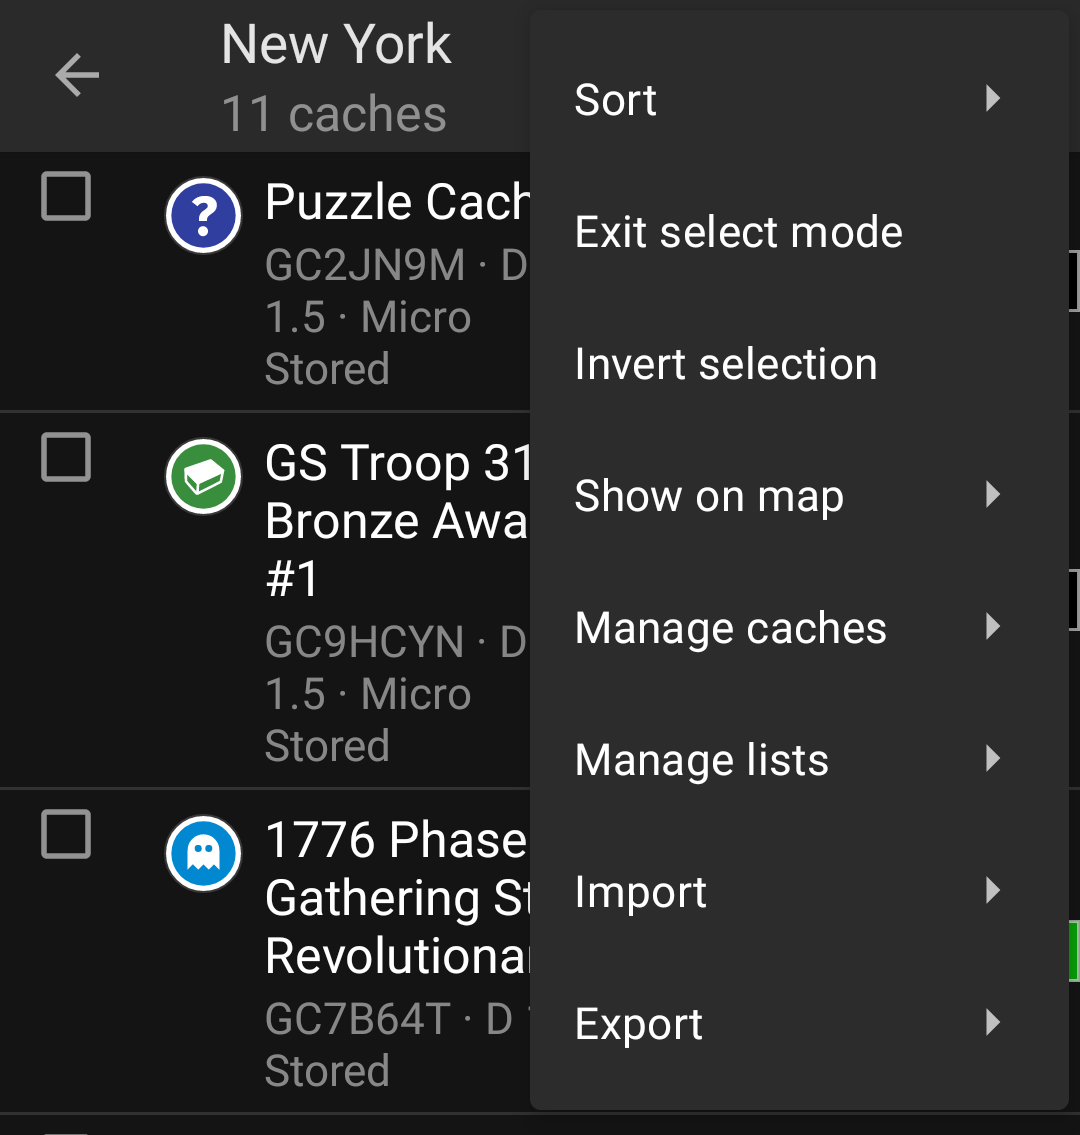 New York
11 caches
Puzzle Cach
GC2JN9M · D
1.5 · Micro
Stored
GS Troop 31
Bronze Awa
#1
GC9HCYN · D
1.5 · Micro
Stored
1776 Phase
Gathering St
Revolutiona
GC7B64T · D
Stored
Sort
Exit select mode
Invert selection
Show on map
Manage caches
Manage lists
Import
Export